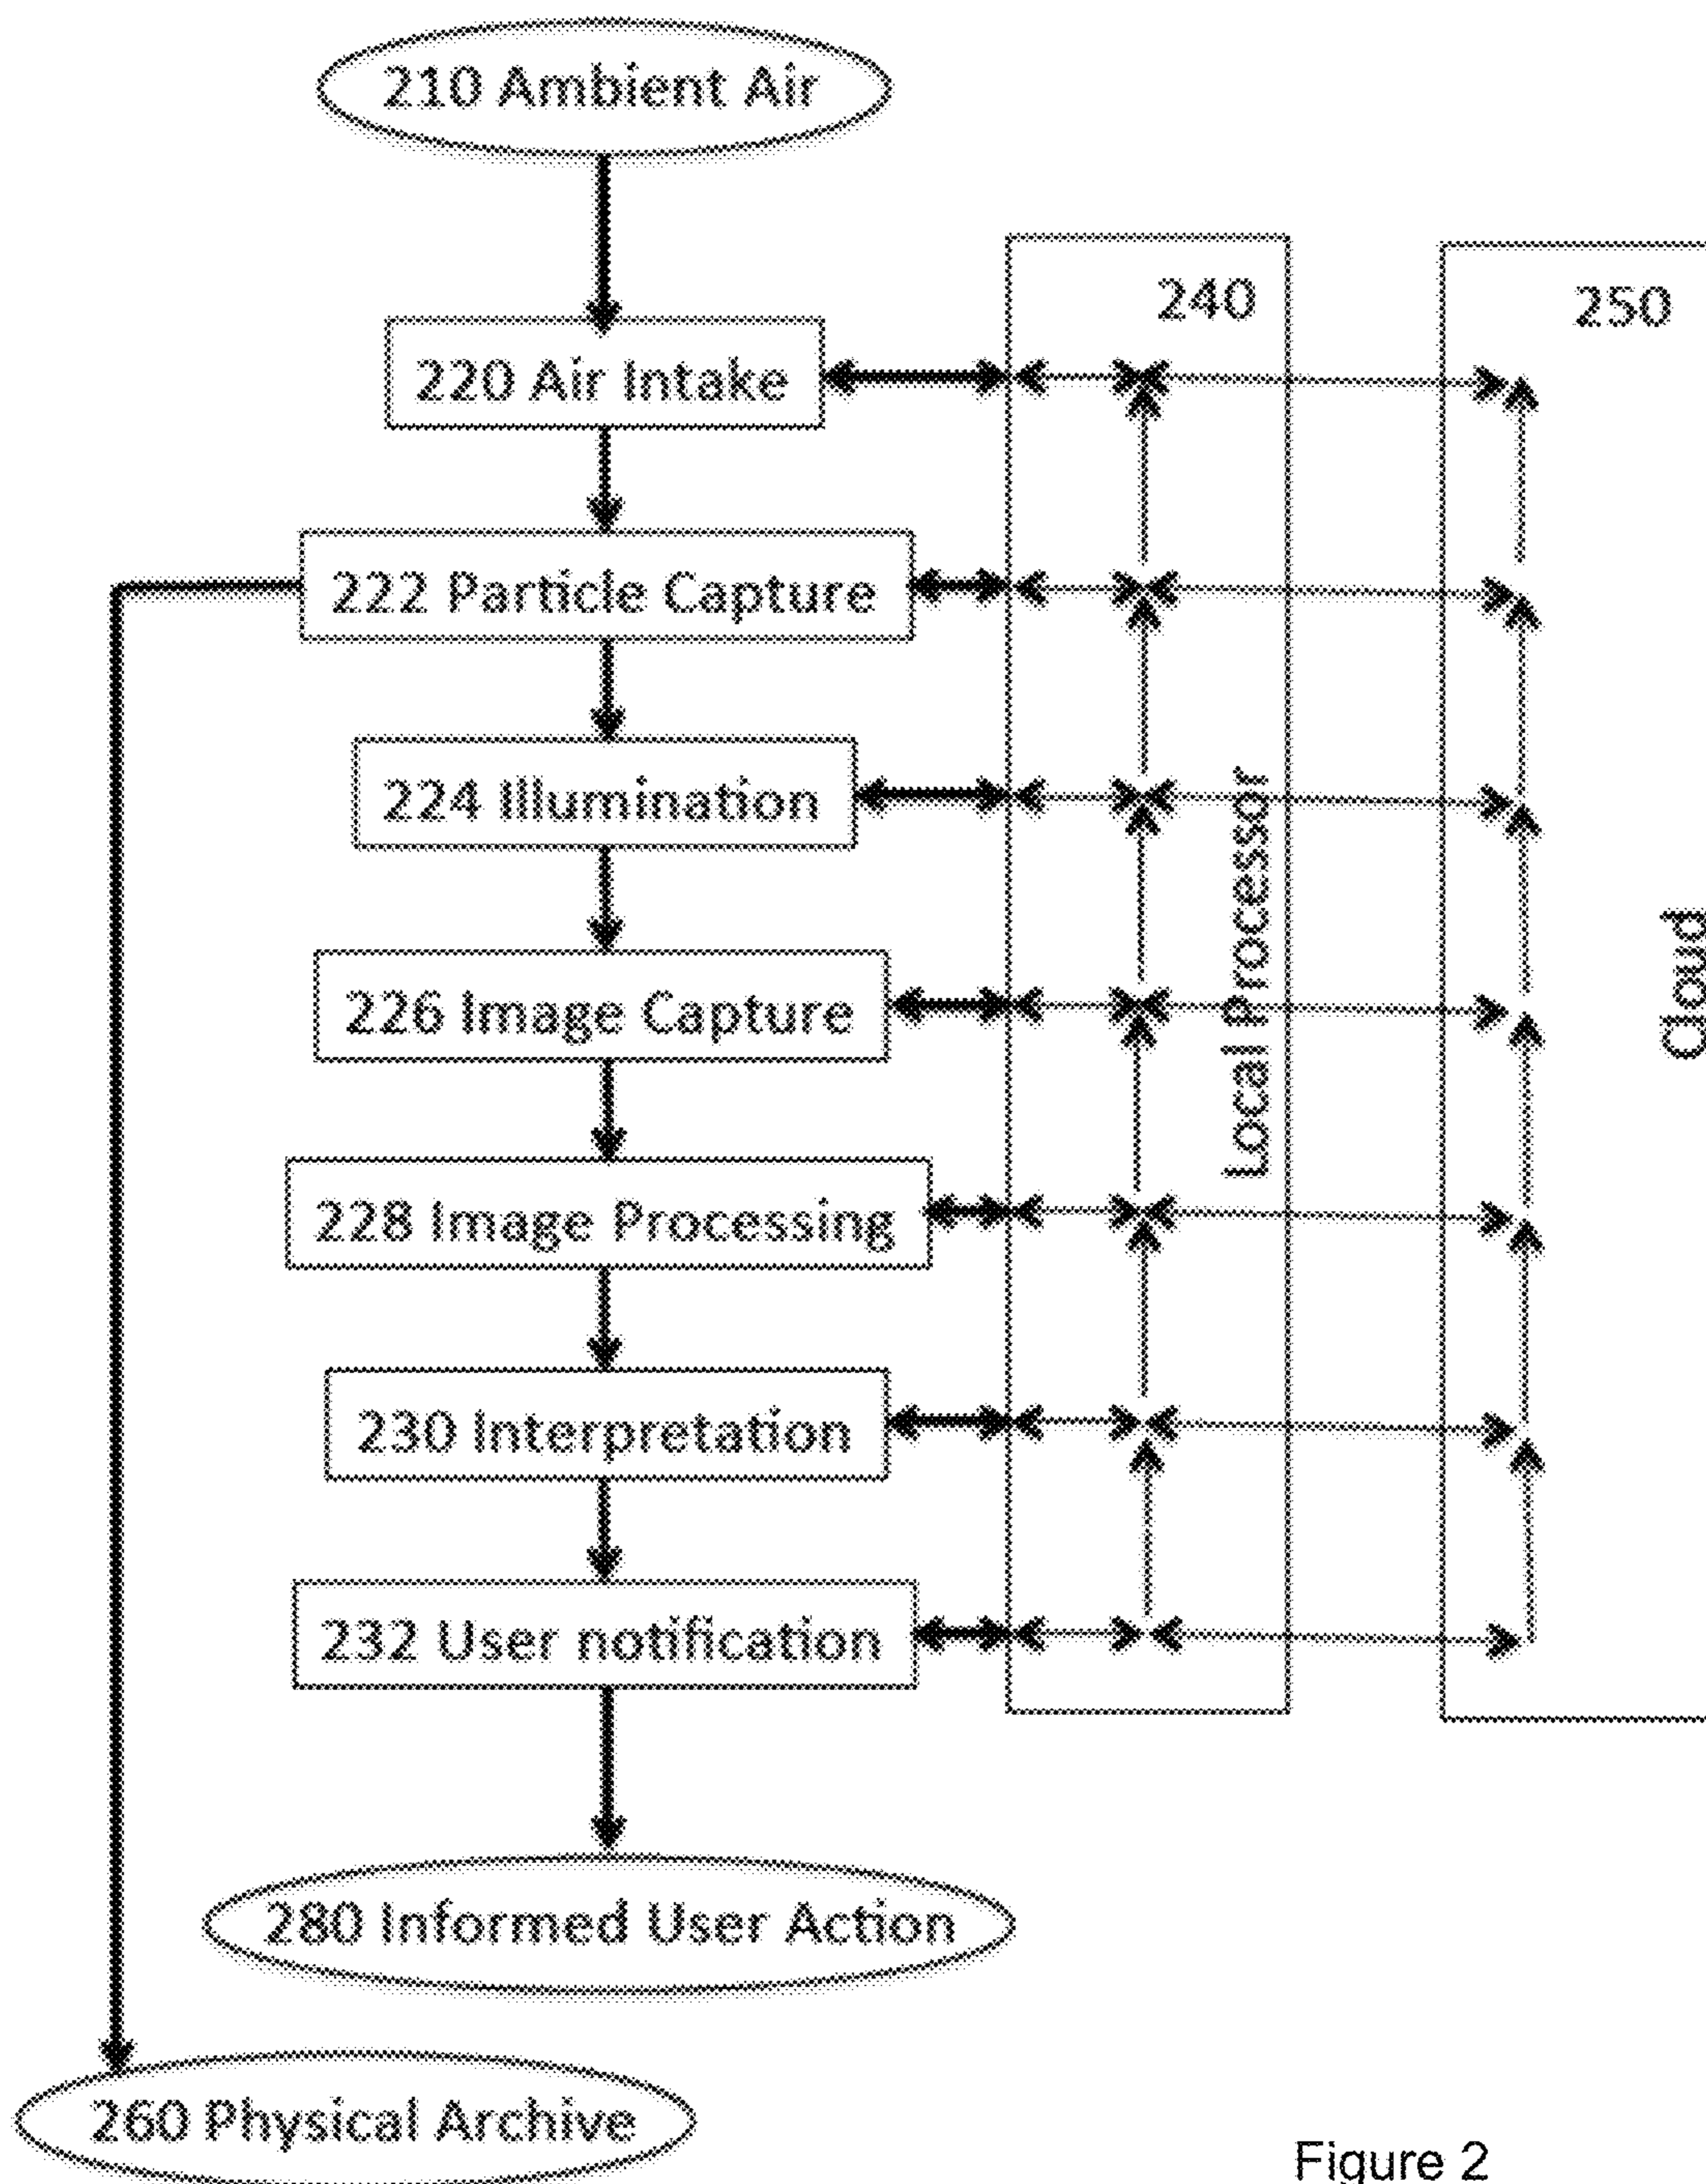 210 Ambient Air
240
250
220 Air Intake
222 Particle Capture
224 Illumination
226 Image Capture
228 Image Processing
230 Interpretation
232 User notification
Local Processor
Cloud
280 Informed User Action
260 Physical Archive
Figure 2